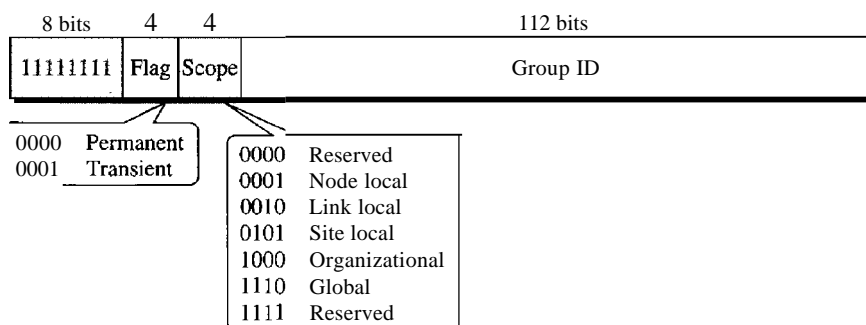 8 bits 4 4 112 bits
11111111 Flag Scope Group ID
0000 Permanent
0001 Transient
0000 Reserved
0001 Node local
0010 Link local
0101 Site local
1000 Organizational
1110 Global
1111 Reserved